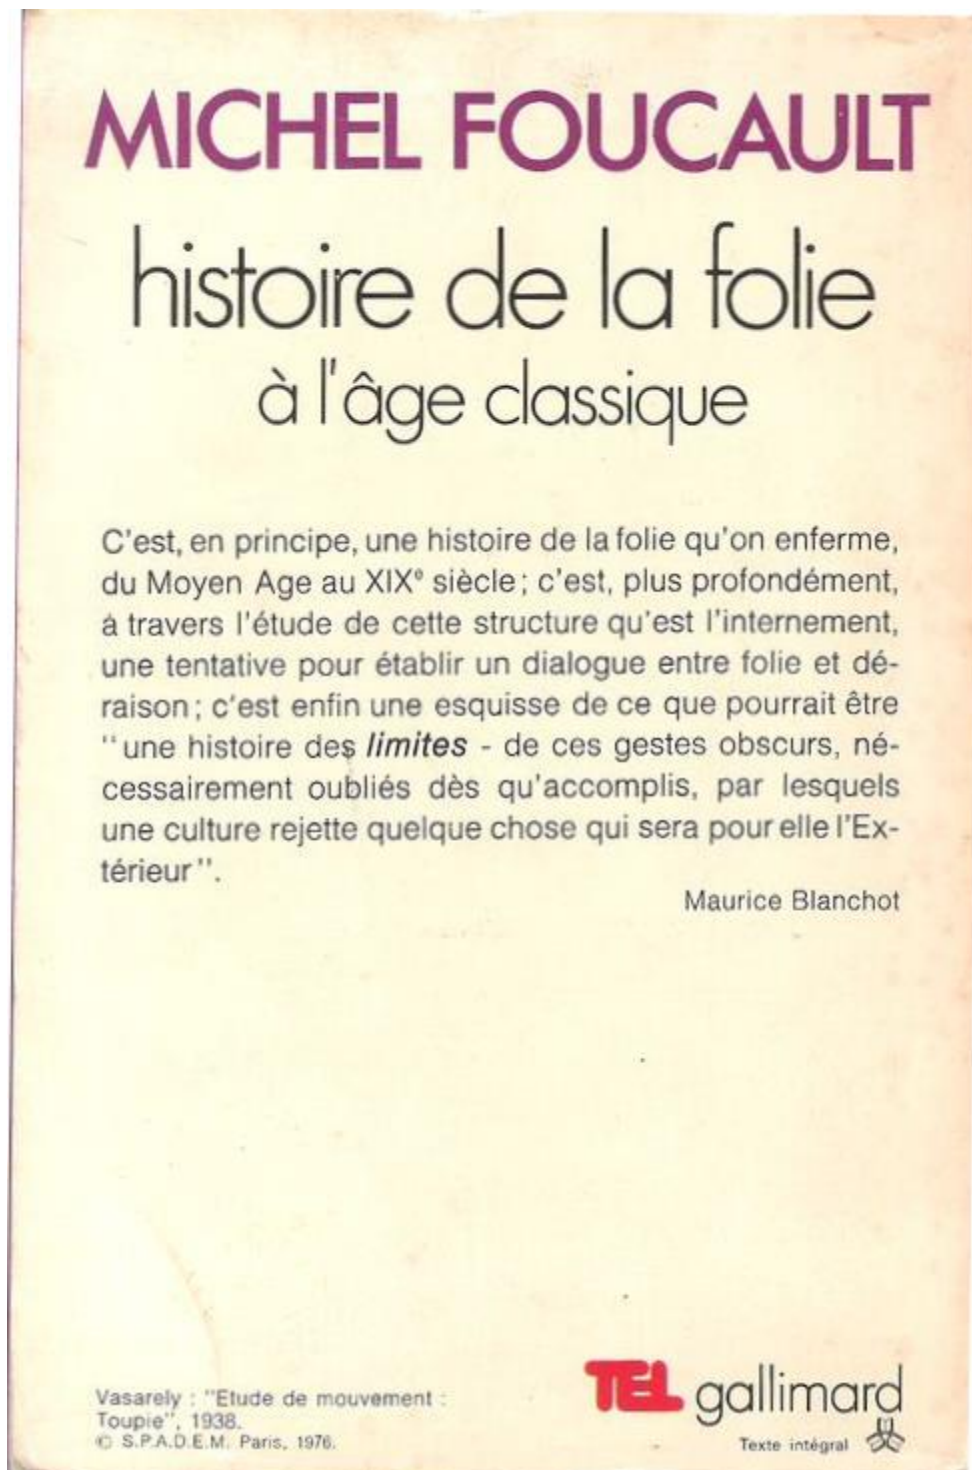 MICHEL FOUCAULT
histoire de la folie
à l'âge classique
C'est, en principe, une histoire de la folie qu'on enferme,
du Moyen Age au XIXe siècle; c'est, plus profondément,
à travers l'étude de cette structure qu'est l'internement,
une tentative pour établir un dialogue entre folie et dé-
raison; c'est enfin une esquisse de ce que pourrait être
"une histoire des limites - de ces gestes obscurs, né-
cessairement oubliés dès qu'accomplis, par lesquels
une culture rejette quelque chose qui sera pour elle l'Ex-
térieur".
Maurice Blanchot
Vasarely : "Etude de mouvement :
Toupie", 1938.
© S.P.A.D.E.M. Paris, 1976.
TEL gallimard
Texte intégral